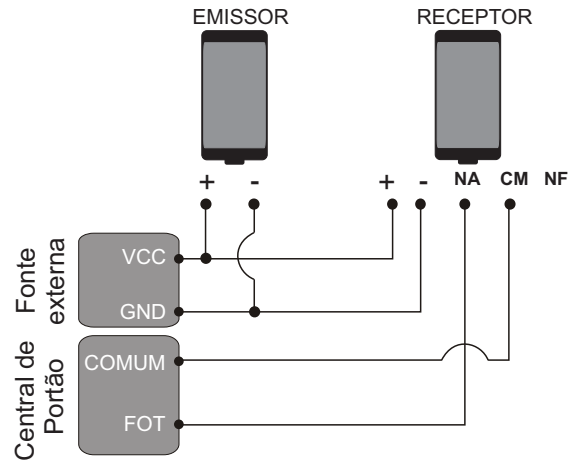 EMISSOR RECEPTOR
+ - + - NA CM NF
Fonte
externa
VCC
GND
Central de
Portão
COMUM
FOT